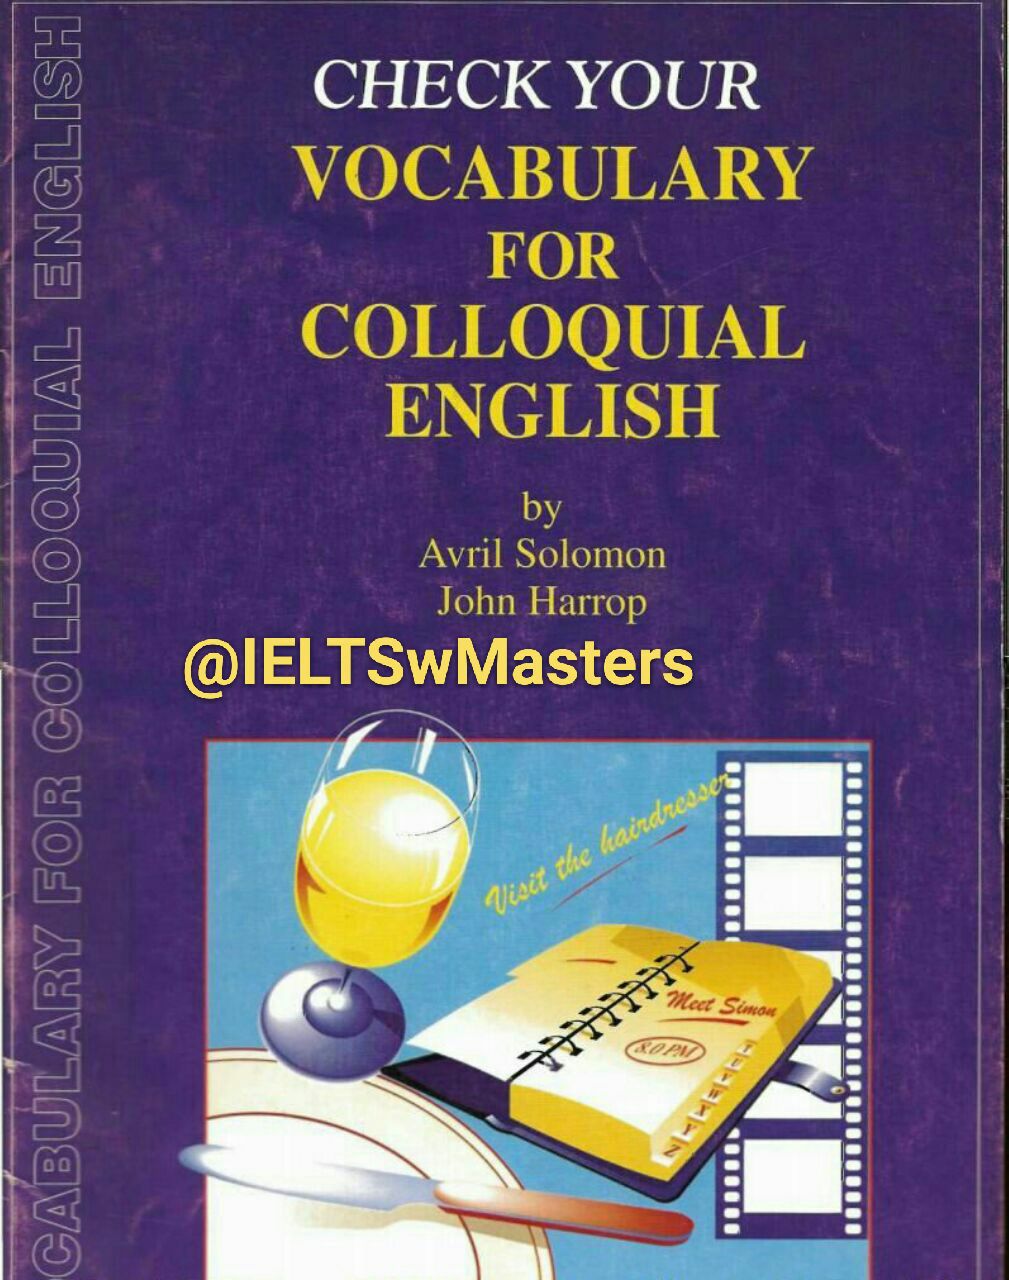 CHECK YOUR
VOCABULARY
FOR
COLLOQUIAL
ENGLISH
by
Avril Solomon
John Harrop
@IELTSwMasters
Visit the hairdresser
Meet Simon
8.0 PM
CABULARY FOR COLLOQUIAL ENGLISH